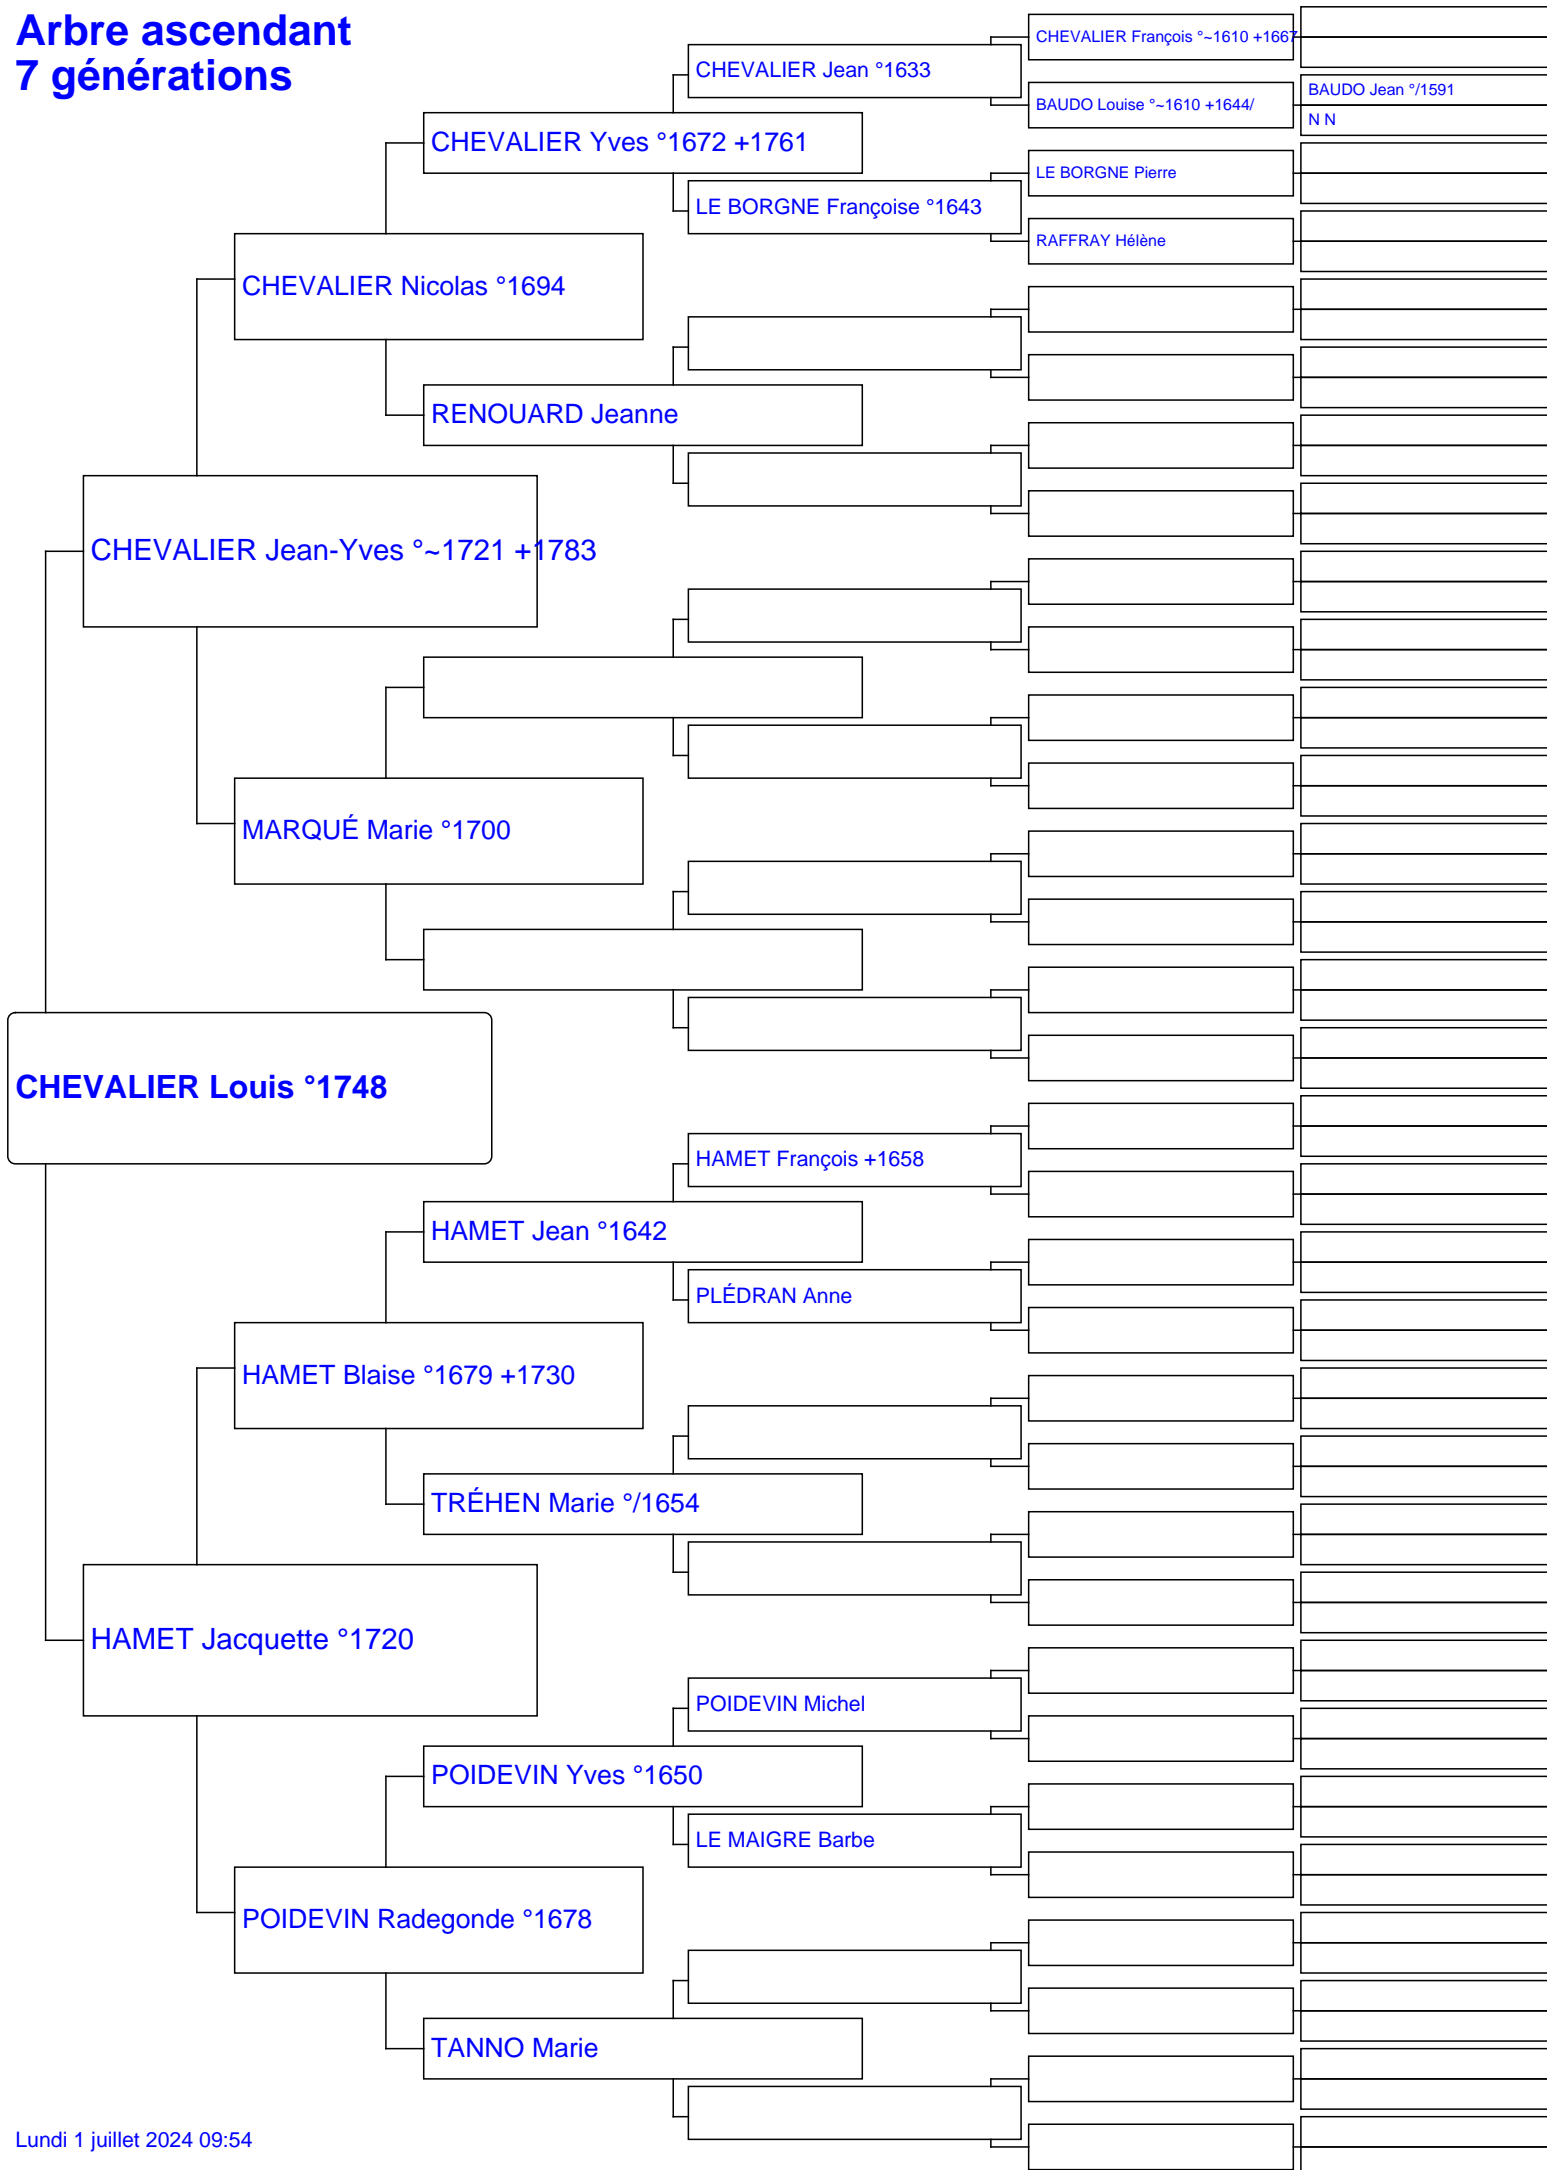 Arbre ascendant
7 générations
CHEVALIER François °~1610 +1667
CHEVALIER Jean °1633
BAUDO Jean °/1591
BAUDO Louise °~1610 +1644/
N N
CHEVALIER Yves °1672 +1761
LE BORGNE Pierre
LE BORGNE Françoise °1643
RAFFRAY Hélène
CHEVALIER Nicolas °1694
RENOUARD Jeanne
CHEVALIER Jean-Yves °~1721 +1783
MARQUÉ Marie °1700
CHEVALIER Louis °1748
HAMET François +1658
HAMET Jean °1642
PLÉDRAN Anne
HAMET Blaise °1679 +1730
TRÉHEN Marie °/1654
HAMET Jacquette °1720
POIDEVIN Michel
POIDEVIN Yves °1650
LE MAIGRE Barbe
POIDEVIN Radegonde °1678
TANNO Marie
Lundi 1 juillet 2024 09:54